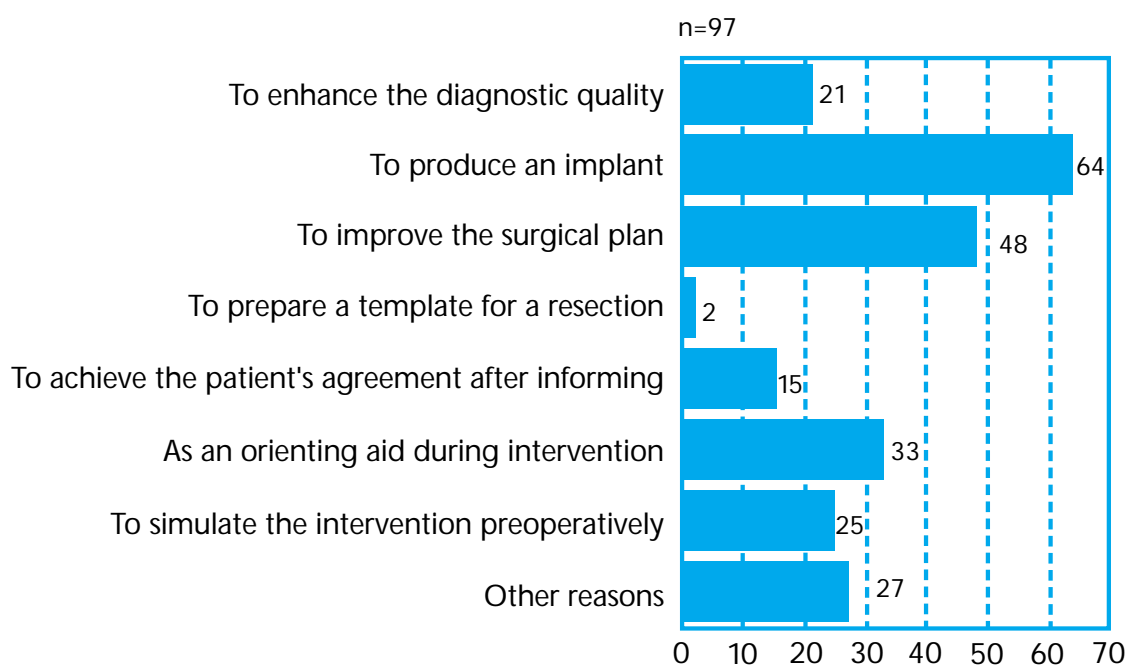 n=97
To enhance the diagnostic quality 21
To produce an implant 64
To improve the surgical plan 48
To prepare a template for a resection 2
To achieve the patient's agreement after informing 15
As an orienting aid during intervention 33
To simulate the intervention preoperatively 25
Other reasons 27
0 10 20 30 40 50 60 70